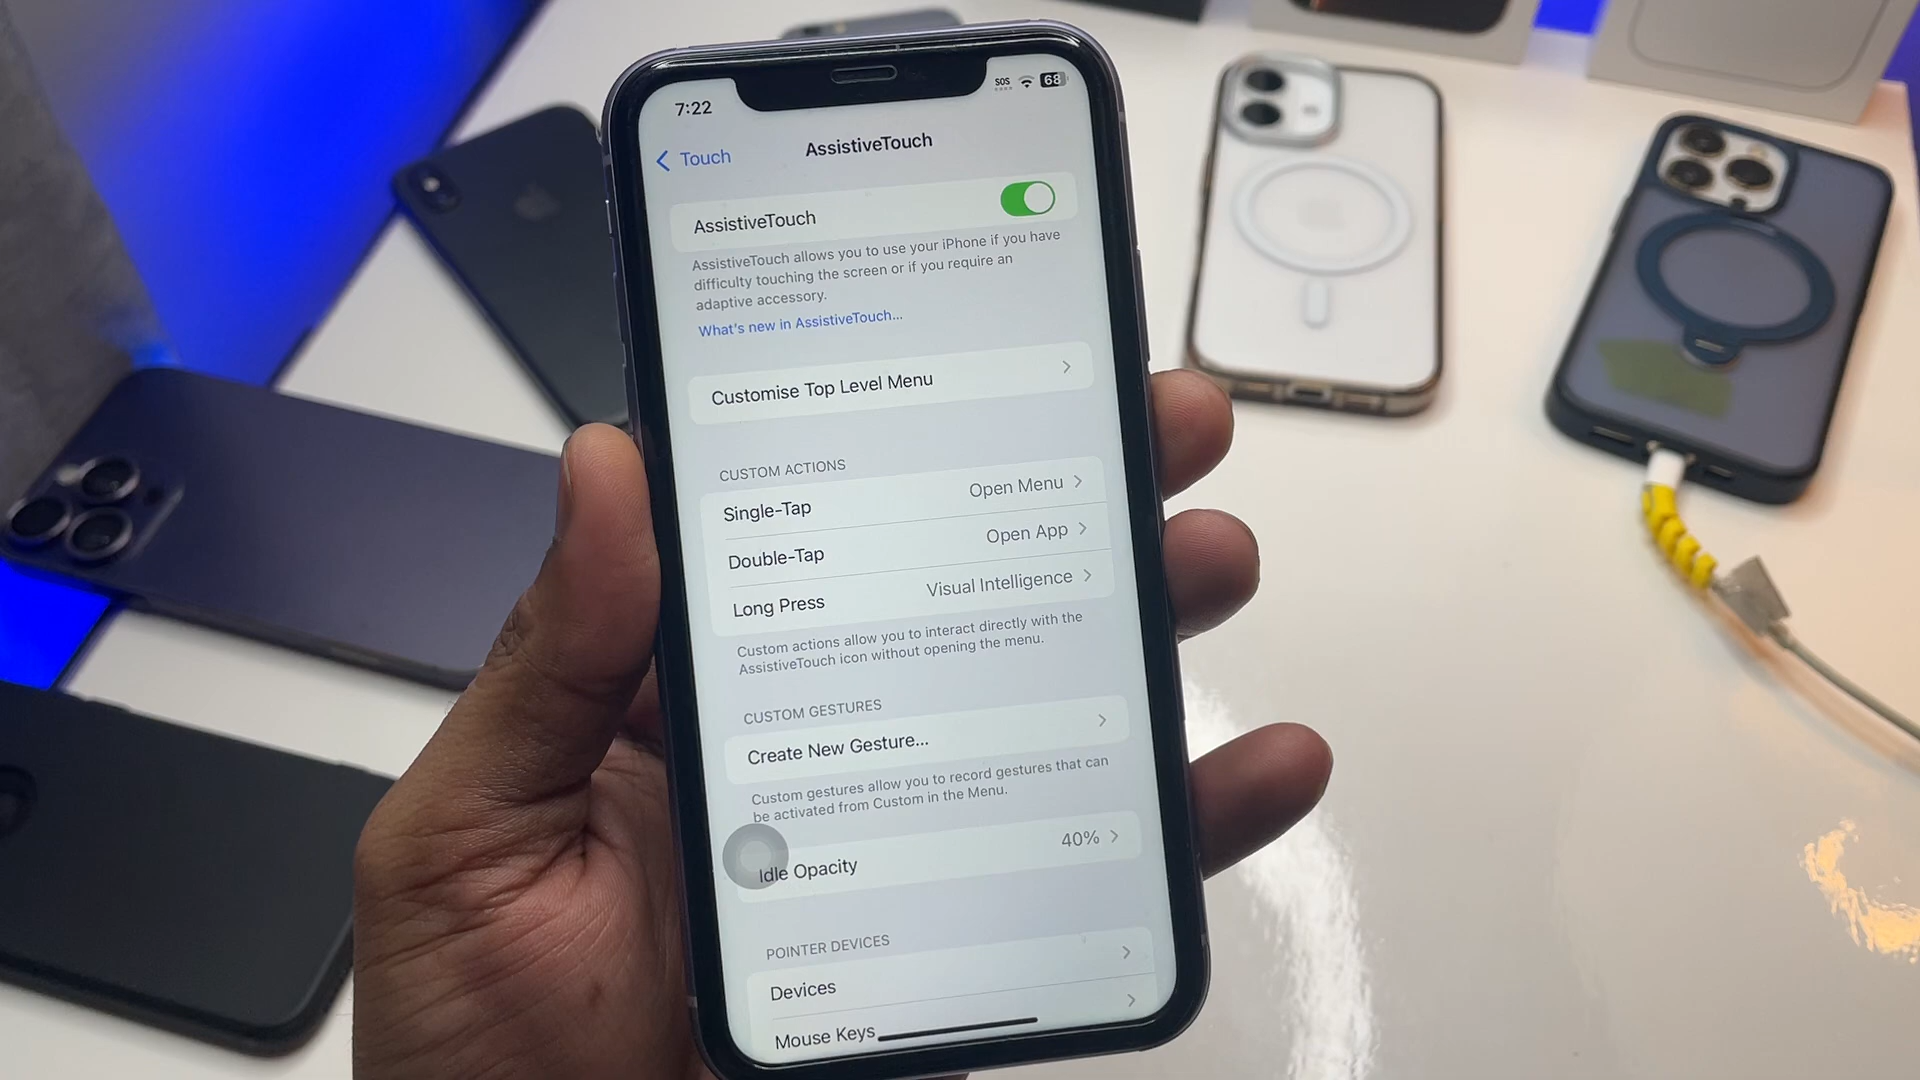 7:22
SOS
68
Touch
AssistiveTouch
AssistiveTouch
AssistiveTouch allows you to use your iPhone if you have
difficulty touching the screen or if you require an
adaptive accessory.
What's new in AssistiveTouch...
Customise Top Level Menu
CUSTOM ACTIONS
Single-Tap Open Menu
Double-Tap Open App
Long Press Visual Intelligence
Custom actions allow you to interact directly with the
AssistiveTouch icon without opening the menu.
CUSTOM GESTURES
Create New Gesture...
Custom gestures allow you to record gestures that can
be activated from Custom in the Menu.
Idle Opacity 40%
POINTER DEVICES
Devices
Mouse Keys